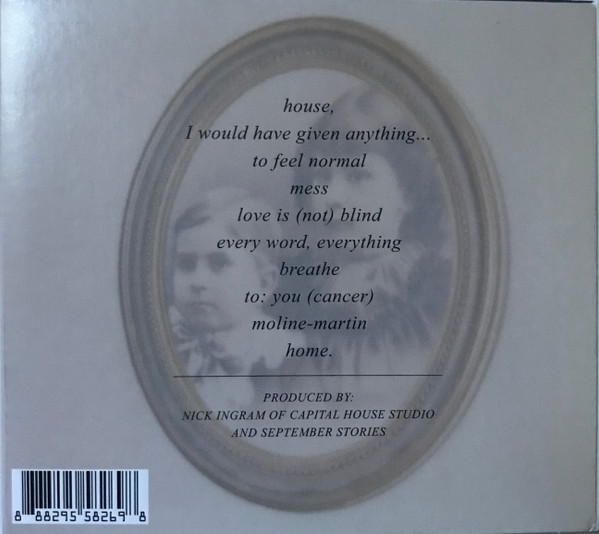 house,
I would have given anything...
to feel normal
mess
love is (not) blind
every word, everything
breathe
to: you (cancer)
moline-martin
home.
PRODUCED BY:
NICK INGRAM OF CAPITAL HOUSE STUDIO
AND SEPTEMBER STORIES
8 88295 58269 8